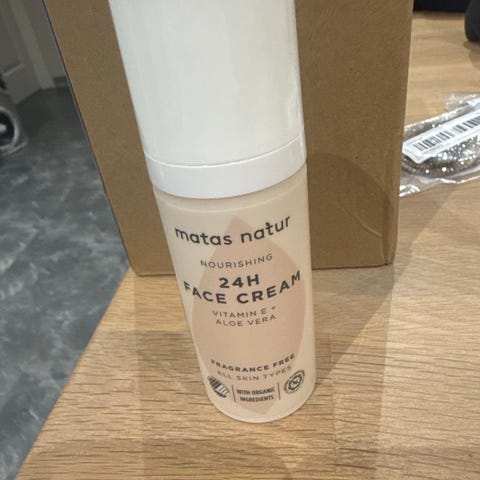 matas natur
NOURISHING
24H
FACE CREAM
VITAMIN E +
ALOE VERA
FRAGRANCE FREE
ALL SKIN TYPES
WITH ORGANIC
INGREDIENTS